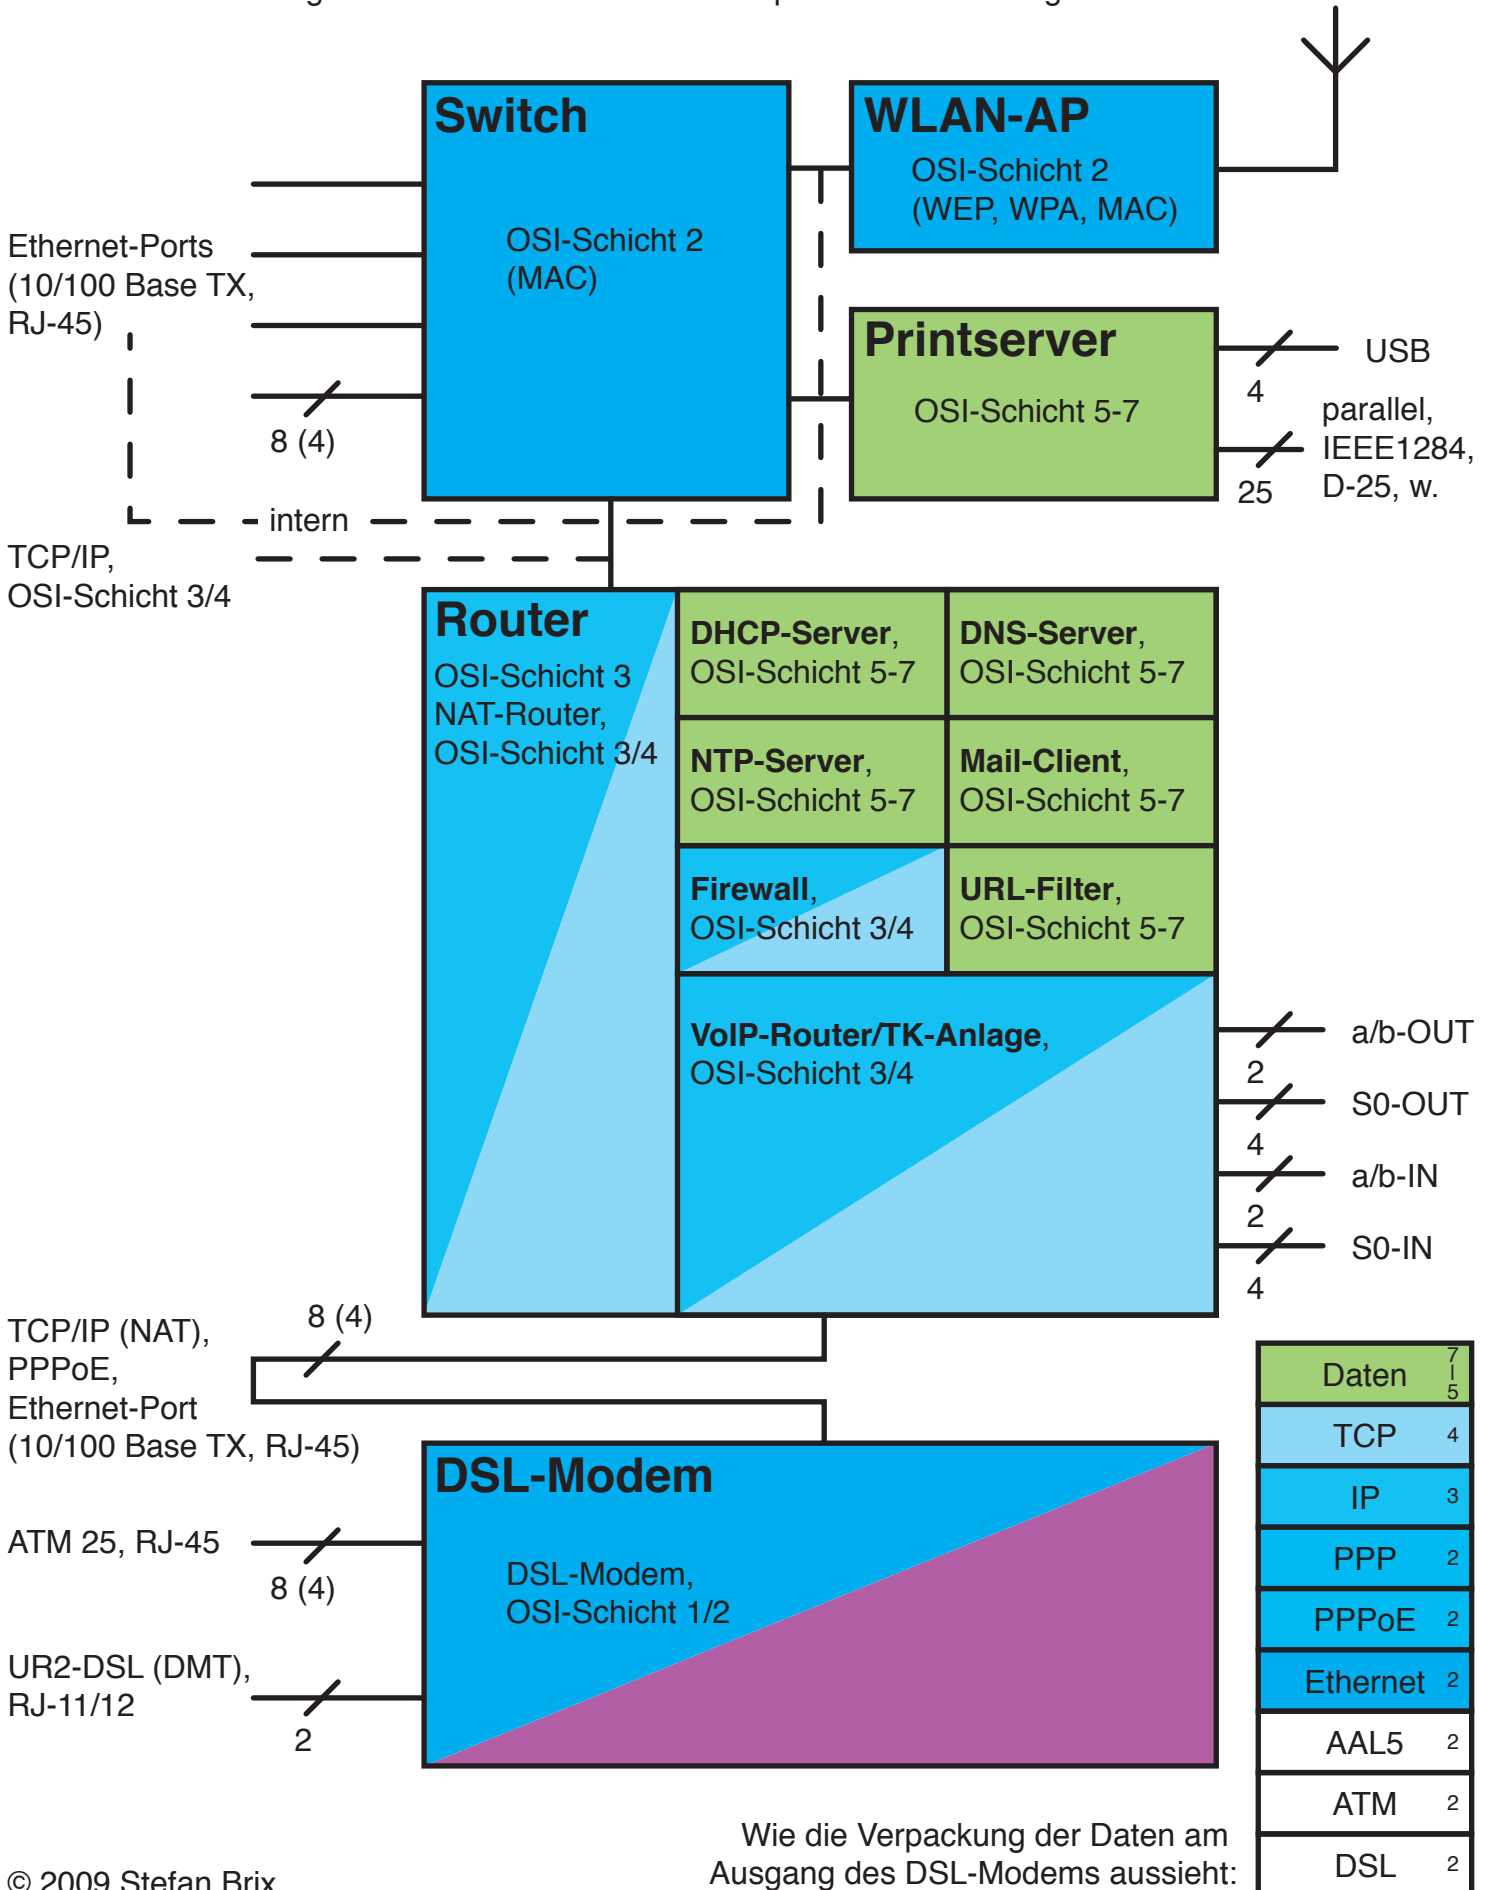 Switch
OSI-Schicht 2
(MAC)
WLAN-AP
OSI-Schicht 2
(WEP, WPA, MAC)
Ethernet-Ports
(10/100 Base TX,
RJ-45)
8 (4)
Printserver
OSI-Schicht 5-7
USB
4
parallel,
IEEE1284,
D-25, w.
25
intern
TCP/IP,
OSI-Schicht 3/4
Router
OSI-Schicht 3
NAT-Router,
OSI-Schicht 3/4
DHCP-Server,
OSI-Schicht 5-7
DNS-Server,
OSI-Schicht 5-7
NTP-Server,
OSI-Schicht 5-7
Mail-Client,
OSI-Schicht 5-7
Firewall,
OSI-Schicht 3/4
URL-Filter,
OSI-Schicht 5-7
VoIP-Router/TK-Anlage,
OSI-Schicht 3/4
a/b-OUT
2
S0-OUT
4
a/b-IN
2
S0-IN
4
8 (4)
TCP/IP (NAT),
PPPoE,
Ethernet-Port
(10/100 Base TX, RJ-45)
DSL-Modem
DSL-Modem,
OSI-Schicht 1/2
ATM 25, RJ-45
8 (4)
UR2-DSL (DMT),
RJ-11/12
2
Daten 7|5
TCP 4
IP 3
PPP 2
PPPoE 2
Ethernet 2
AAL5 2
ATM 2
DSL 2
Wie die Verpackung der Daten am
Ausgang des DSL-Modems aussieht:
© 2009 Stefan Brix